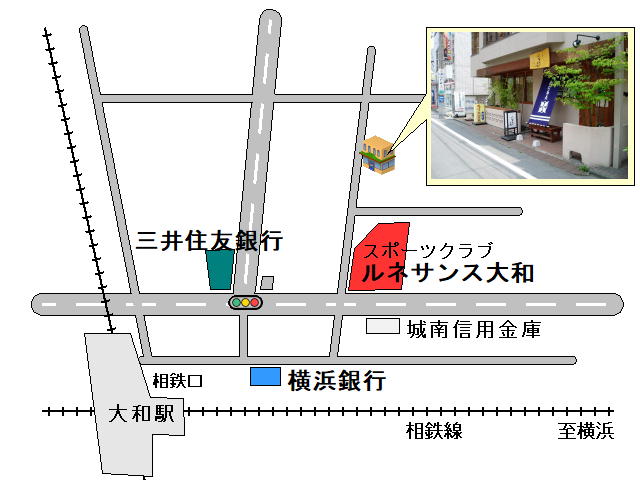 三井住友銀行
スポーツクラブ
ルネサンス大和
城南信用金庫
相鉄口
横浜銀行
大和駅
相鉄線
至横浜